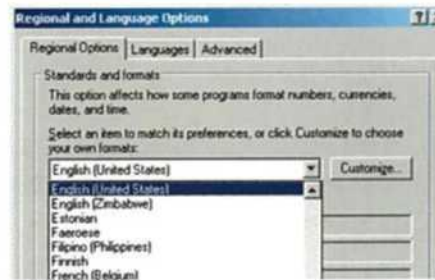 Regional and Language Options
Regional Options Languages Advanced
Standards and formats
This option affects how some programs format numbers, currencies,
dates, and time.
Select an item to match its preferences, or click Customize to choose
your own formats:
English (United States) Customize...
English (United States)
English (Zimbabwe)
Estonian
Faeroese
Filipino (Philippines)
Finnish
French (Belgium)